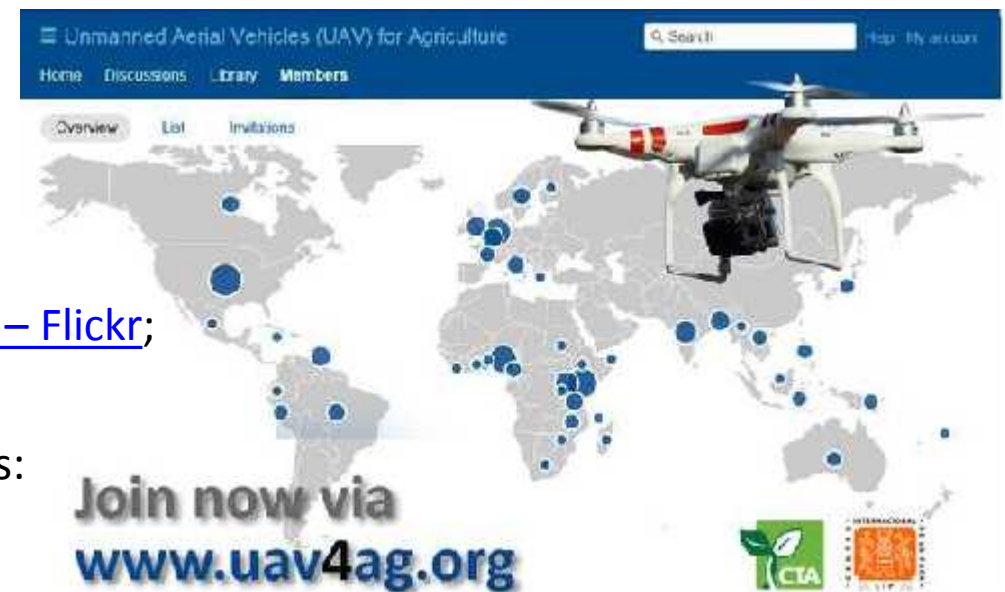 Unmanned Aerial Vehicles (UAV) for Agriculture
Search
Help My account
Home Discussions Library Members
Overview List Invitations
– Flickr;
s:
Join now via
www.uav4ag.org
CTA
INTERNACIONAL